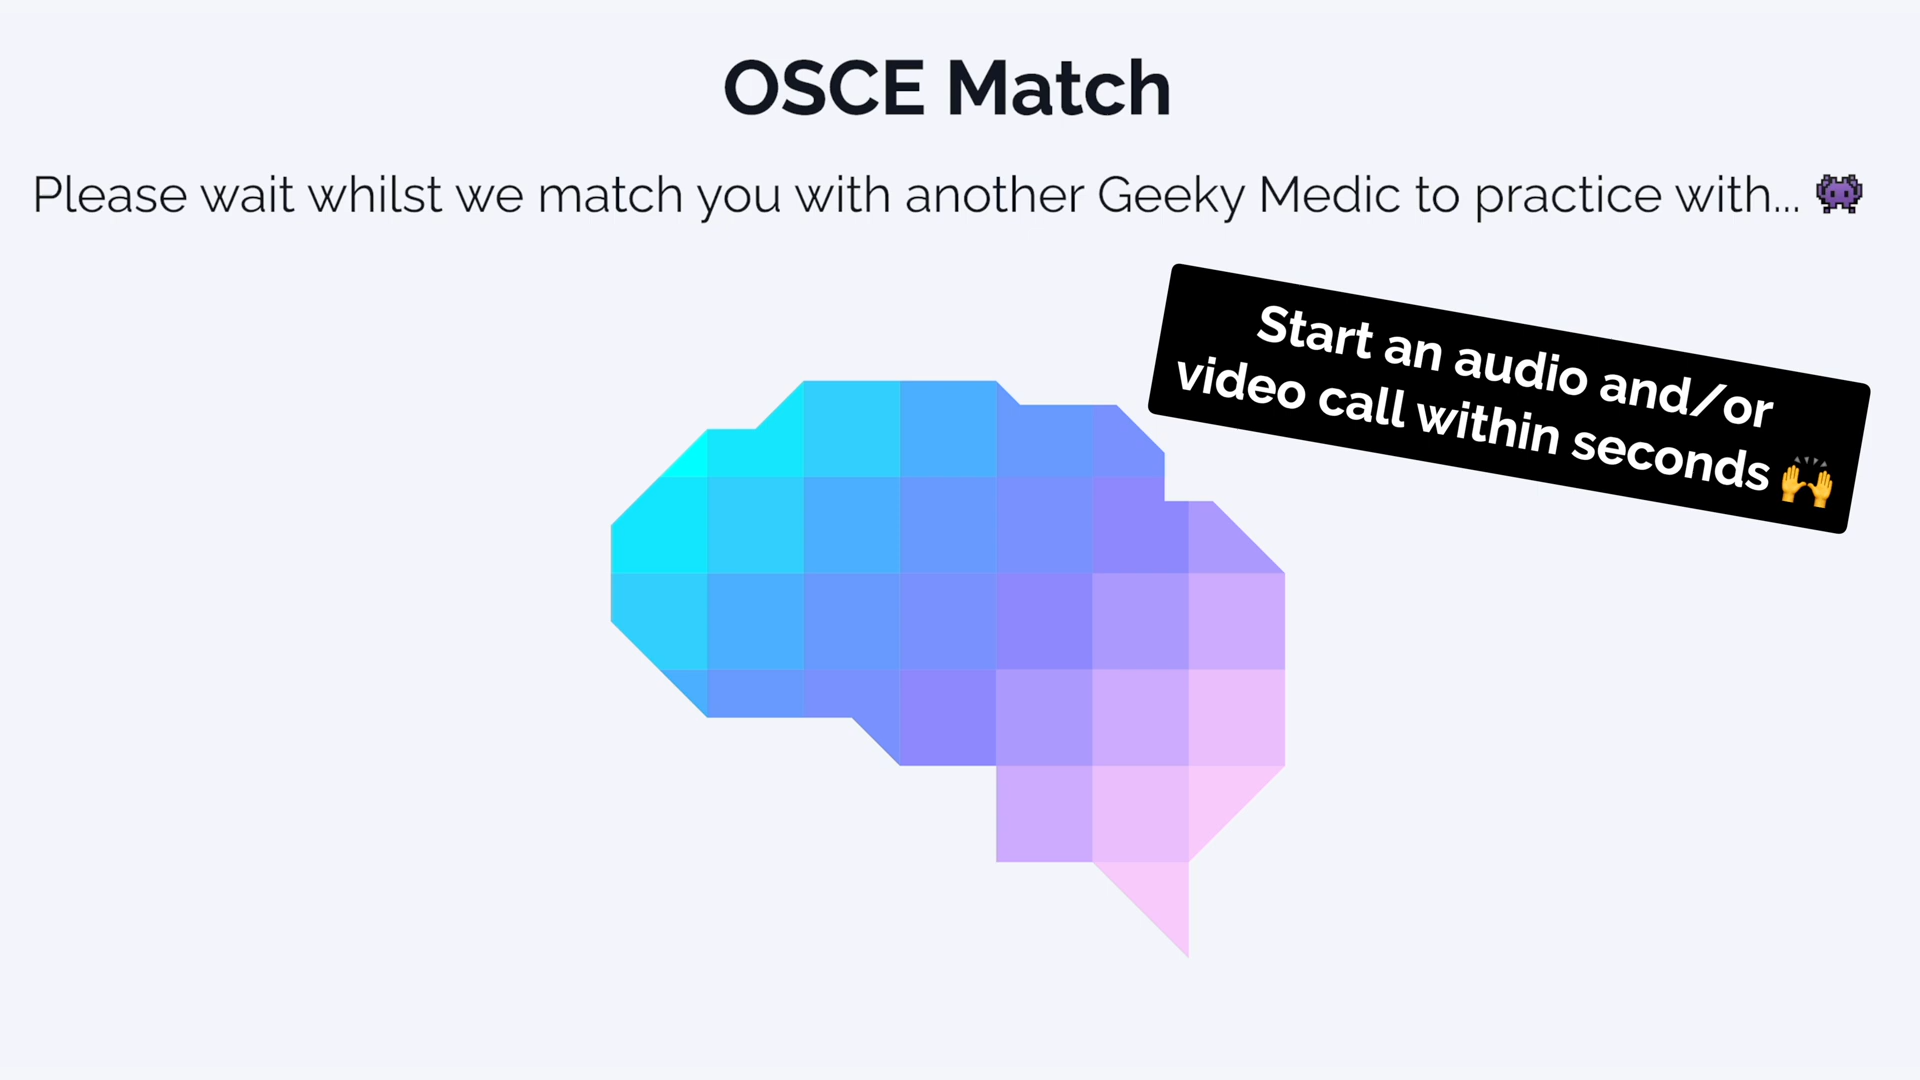 OSCE Match
Please wait whilst we match you with another Geeky Medic to practice with... 👾
Start an audio and/or
video call within seconds 🙌